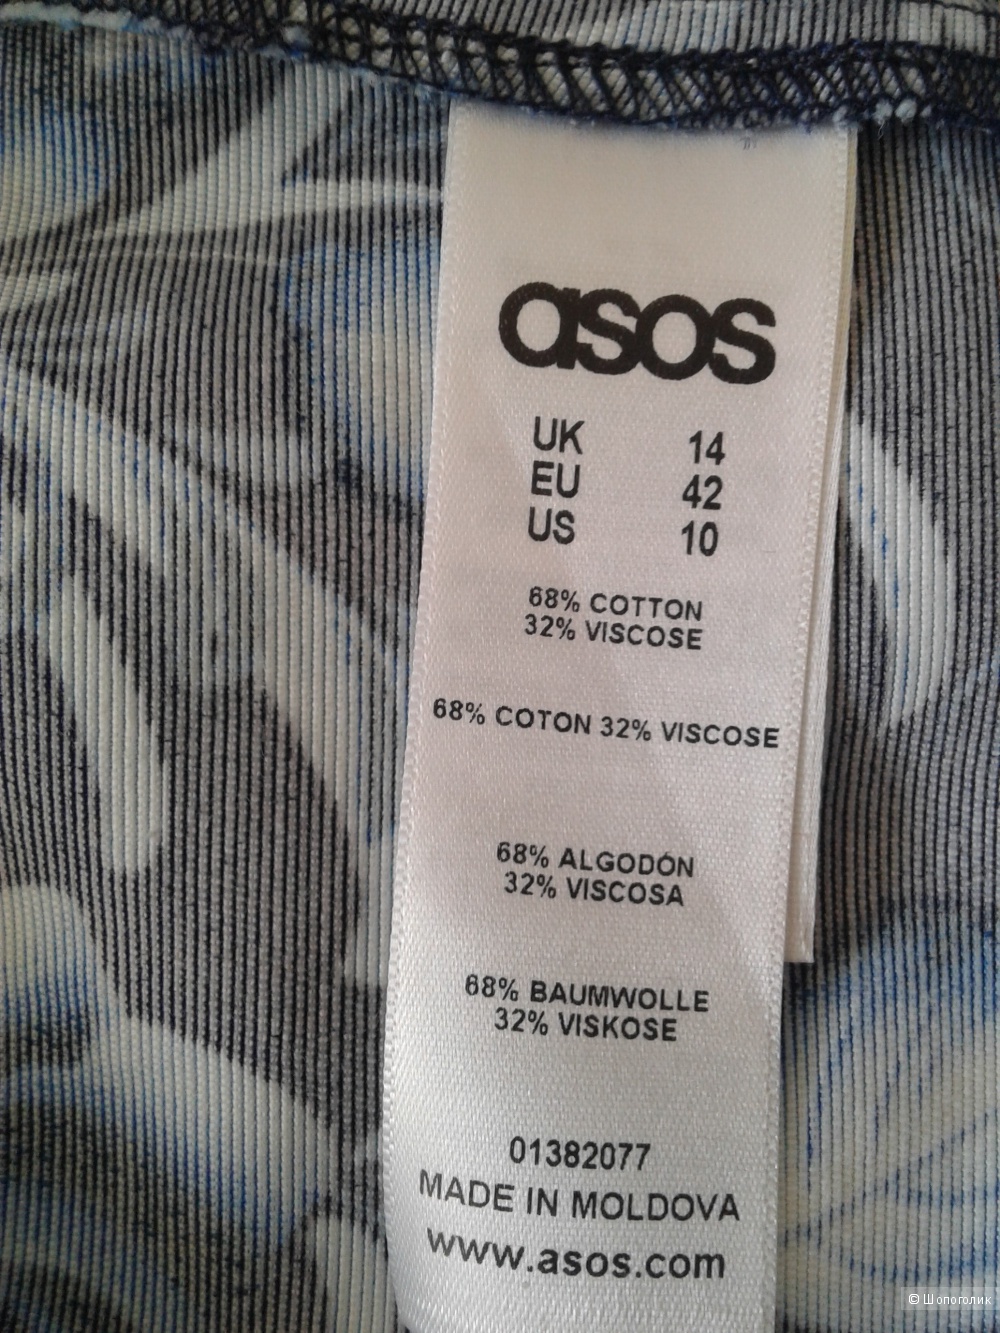 asos
UK 14
EU 42
US 10
68% COTTON
32% VISCOSE
68% COTON 32% VISCOSE
68% ALGODÓN
32% VISCOSA
68% BAUMWOLLE
32% VISKOSE
01382077
MADE IN MOLDOVA
www.asos.com
© Шопоголик